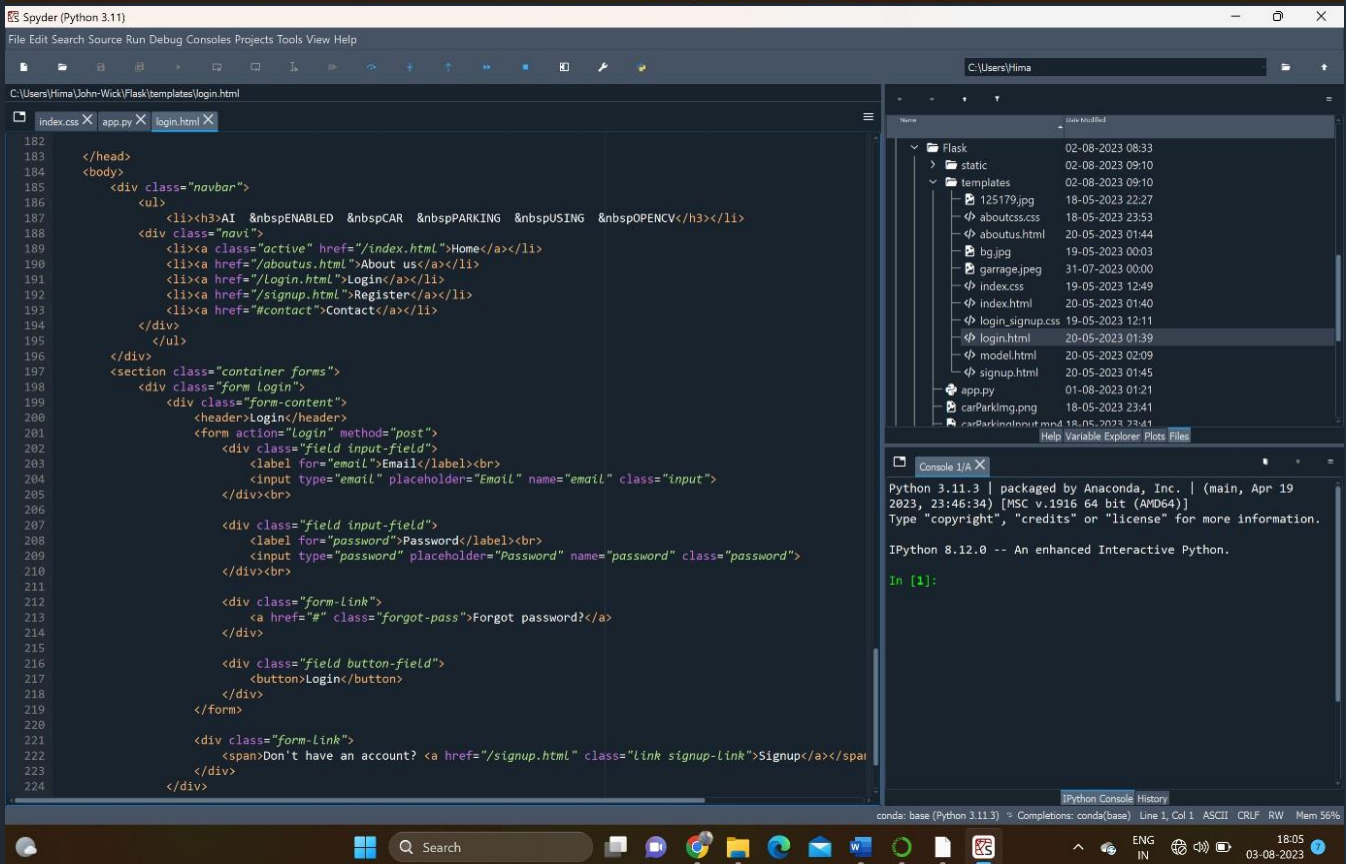 Spyder (Python 3.11)
File Edit Search Source Run Debug Consoles Projects Tools View Help
C:\Users\Hima
C:\Users\Hima\John-Wick\Flask\templates\login.html
index.css app.py login.html
182
183 </head>
184 <body>
185 <div class="navbar">
186 <ul>
187 <li><h3>AI &nbspENABLED &nbspCAR &nbspPARKING &nbspUSING &nbspOPENCV</h3></li>
188 <div class="navi">
189 <li><a class="active" href="/index.html">Home</a></li>
190 <li><a href="/aboutus.html">About us</a></li>
191 <li><a href="/login.html">Login</a></li>
192 <li><a href="/signup.html">Register</a></li>
193 <li><a href="#contact">Contact</a></li>
194 </div>
195 </ul>
196 </div>
197 <section class="container forms">
198 <div class="form login">
199 <div class="form-content">
200 <header>Login</header>
201 <form action="login" method="post">
202 <div class="field input-field">
203 <label for="email">Email</label><br>
204 <input type="email" placeholder="Email" name="email" class="input">
205 </div><br>
206
207 <div class="field input-field">
208 <label for="password">Password</label><br>
209 <input type="password" placeholder="Password" name="password" class="password">
210 </div><br>
211
212 <div class="form-link">
213 <a href="#" class="forgot-pass">Forgot password?</a>
214 </div>
215
216 <div class="field button-field">
217 <button>Login</button>
218 </div>
219 </form>
220
221 <div class="form-link">
222 <span>Don't have an account? <a href="/signup.html" class="link signup-link">Signup</a></span
223 </div>
224 </div>
Name Date Modified
Flask 02-08-2023 08:33
static 02-08-2023 09:10
templates 02-08-2023 09:10
125179.jpg 18-05-2023 22:27
aboutcss.css 18-05-2023 23:53
aboutus.html 20-05-2023 01:44
bg.jpg 19-05-2023 00:03
garrage.jpeg 31-07-2023 00:00
index.css 19-05-2023 12:49
index.html 20-05-2023 01:40
login_signup.css 19-05-2023 12:11
login.html 20-05-2023 01:39
model.html 20-05-2023 02:09
signup.html 20-05-2023 01:45
app.py 01-08-2023 01:21
carParkImg.png 18-05-2023 23:41
carParkingInput.mp4 18-05-2023 23:41
Help Variable Explorer Plots Files
Console 1/A
Python 3.11.3 | packaged by Anaconda, Inc. | (main, Apr 19
2023, 23:46:34) [MSC v.1916 64 bit (AMD64)]
Type "copyright", "credits" or "license" for more information.
IPython 8.12.0 -- An enhanced Interactive Python.
In [1]:
IPython Console History
conda: base (Python 3.11.3) Completions: conda(base) Line 1, Col 1 ASCII CRLF RW Mem 56%
Search
ENG
IN
18:05
03-08-2023
7